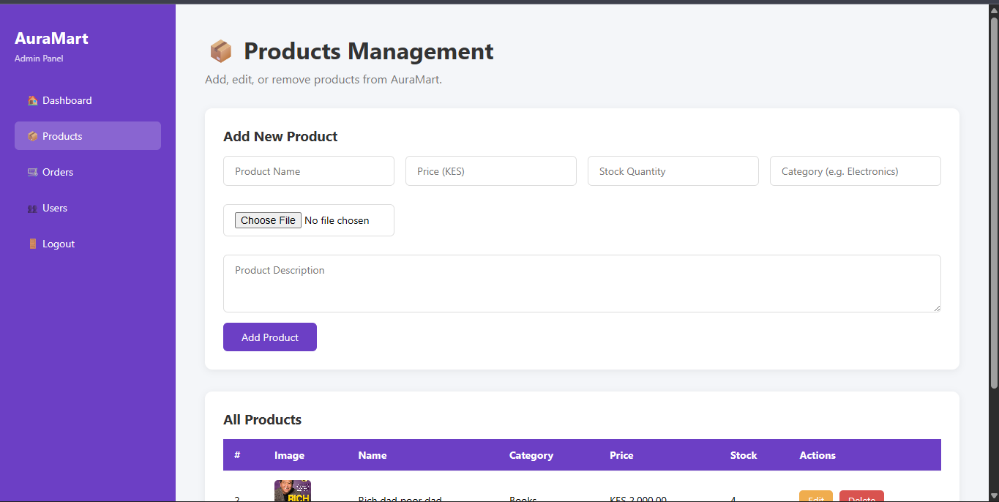 AuraMart
Admin Panel
Dashboard
Products
Orders
Users
Logout
Products Management
Add, edit, or remove products from AuraMart.
Add New Product
Product Name
Price (KES)
Stock Quantity
Category (e.g. Electronics)
Choose File No file chosen
Product Description
Add Product
All Products
# Image Name Category Price Stock Actions
RICH
2 Rich dad poor dad Books KES 2,000.00 4 Edit Delete